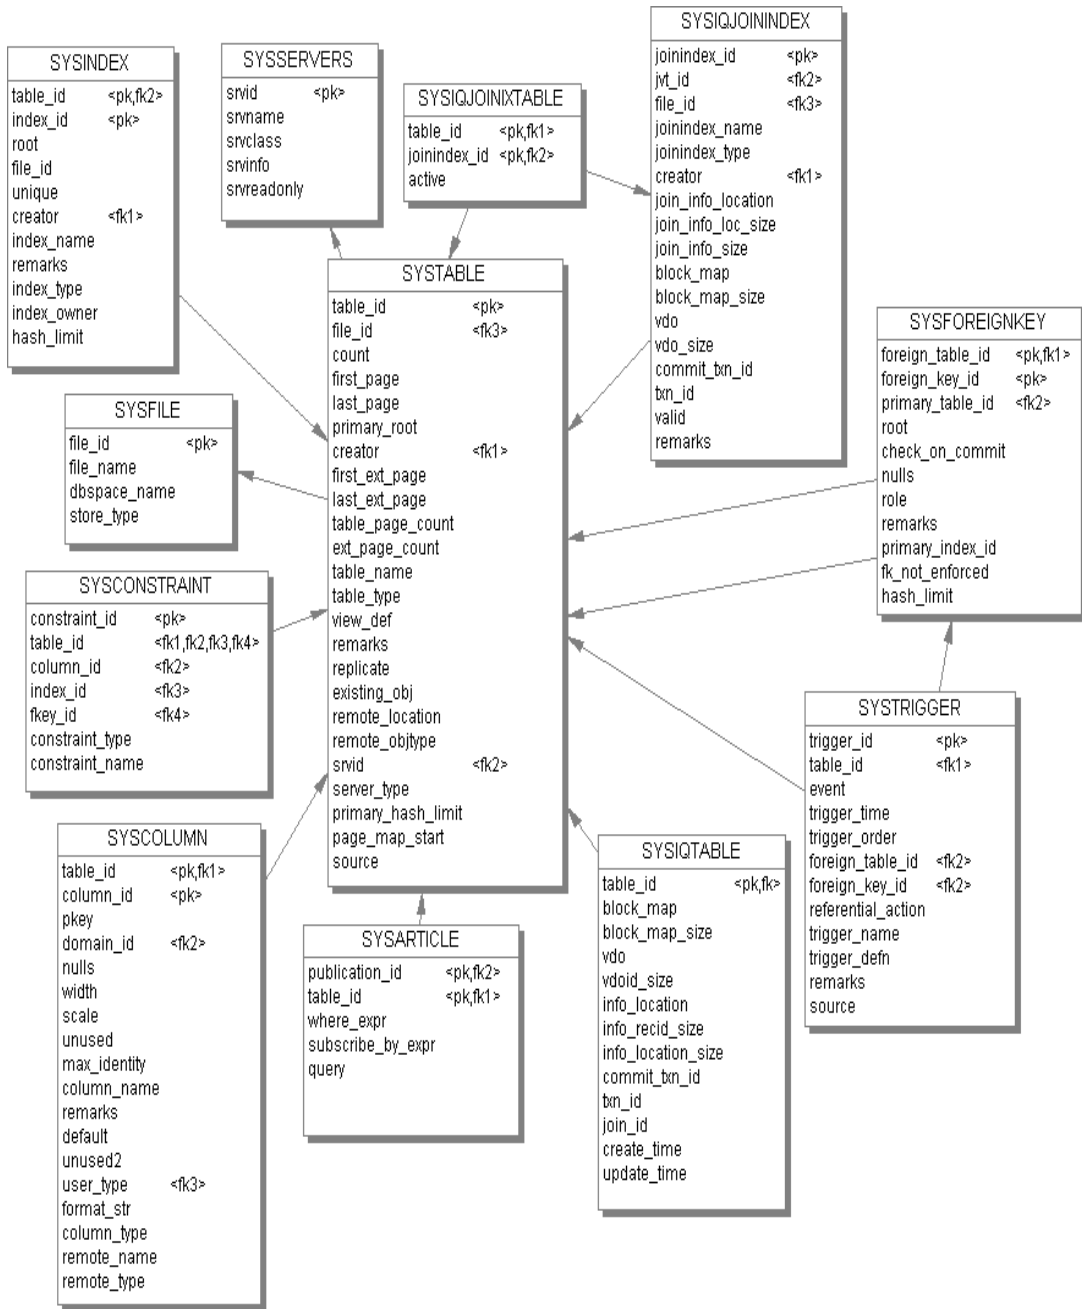 SYSINDEX
table_id <pk,fk2>
index_id <pk>
root
file_id
unique
creator <fk1>
index_name
remarks
index_type
index_owner
hash_limit
SYSSERVERS
srvid <pk>
srvname
srvclass
srvinfo
srvreadonly
SYSIQJOINIXTABLE
table_id <pk,fk1>
joinindex_id <pk,fk2>
active
SYSIQJOININDEX
joinindex_id <pk>
jvt_id <fk2>
file_id <fk3>
joinindex_name
joinindex_type
creator <fk1>
join_info_location
join_info_loc_size
join_info_size
block_map
block_map_size
vdo
vdo_size
commit_txn_id
txn_id
valid
remarks
SYSTABLE
table_id <pk>
file_id <fk3>
count
first_page
last_page
primary_root
creator <fk1>
first_ext_page
last_ext_page
table_page_count
ext_page_count
table_name
table_type
view_def
remarks
replicate
existing_obj
remote_location
remote_objtype
srvid <fk2>
server_type
primary_hash_limit
page_map_start
source
SYSFOREIGNKEY
foreign_table_id <pk,fk1>
foreign_key_id <pk>
primary_table_id <fk2>
root
check_on_commit
nulls
role
remarks
primary_index_id
fk_not_enforced
hash_limit
SYSFILE
file_id <pk>
file_name
dbspace_name
store_type
SYSCONSTRAINT
constraint_id <pk>
table_id <fk1,fk2,fk3,fk4>
column_id <fk2>
index_id <fk3>
fkey_id <fk4>
constraint_type
constraint_name
SYSTRIGGER
trigger_id <pk>
table_id <fk1>
event
trigger_time
trigger_order
foreign_table_id <fk2>
foreign_key_id <fk2>
referential_action
trigger_name
trigger_defn
remarks
source
SYSCOLUMN
table_id <pk,fk1>
column_id <pk>
pkey
domain_id <fk2>
nulls
width
scale
unused
max_identity
column_name
remarks
default
unused2
user_type <fk3>
format_str
column_type
remote_name
remote_type
SYSARTICLE
publication_id <pk,fk2>
table_id <pk,fk1>
where_expr
subscribe_by_expr
query
SYSIQTABLE
table_id <pk,fk>
block_map
block_map_size
vdo
vdoid_size
info_location
info_recid_size
info_location_size
commit_txn_id
txn_id
join_id
create_time
update_time